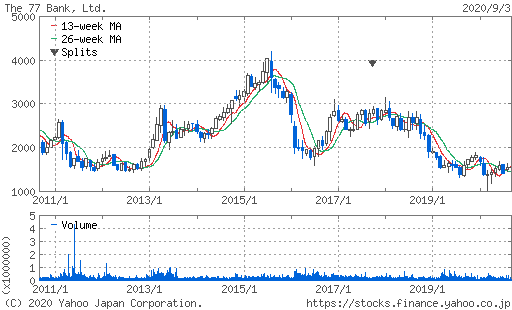 The 77 Bank, Ltd. 2020/9/3
5000
13-week MA
26-week MA
Splits
4000
3000
2000
1000
2011/1 2013/1 2015/1 2017/1 2019/1
5
Volume
4
3
2
1
0
(x1000000)
2011/1 2013/1 2015/1 2017/1 2019/1
(C) 2020 Yahoo Japan Corporation. https://stocks.finance.yahoo.co.jp/